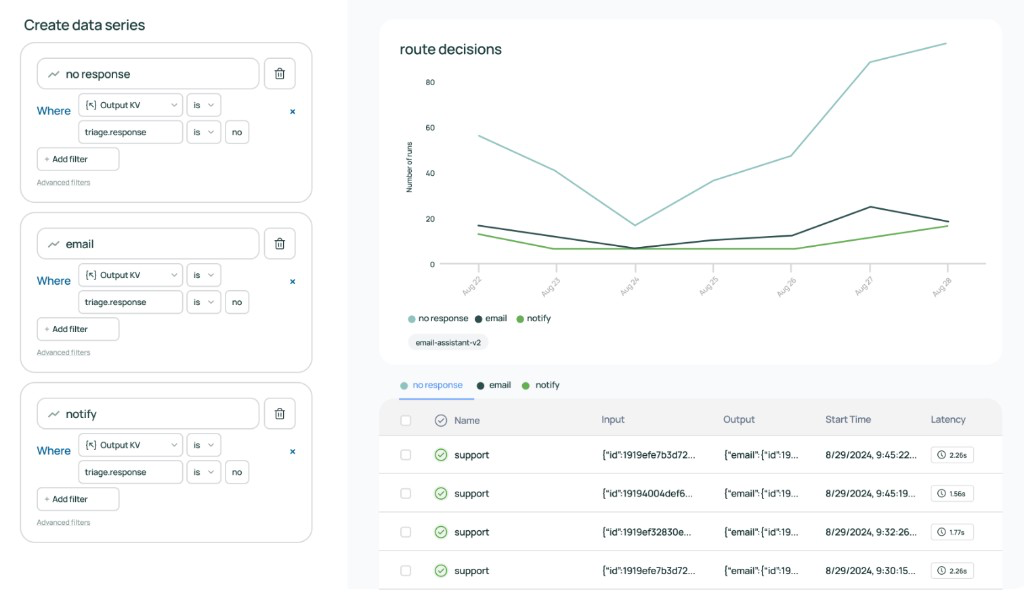 Create data series
no response
Where
Output KV
is
triage.response
is
no
×
+ Add filter
Advanced filters
email
Where
Output KV
is
triage.response
is
no
×
+ Add filter
Advanced filters
notify
Where
Output KV
is
triage.response
is
no
×
+ Add filter
Advanced filters
route decisions
Number of runs
80
60
40
20
0
Aug 22 Aug 23 Aug 24 Aug 25 Aug 26 Aug 27 Aug 28
no response email notify
email-assistant-v2
no response email notify
Name Input Output Start Time Latency
support {"id":1919efe7b3d72... {"email":{"id":19... 8/29/2024, 9:45:22... 2.25s
support {"id":19194004def6... {"email":{"id":19... 8/29/2024, 9:45:19... 1.56s
support {"id":1919ef32830e... {"email":{"id":19... 8/29/2024, 9:32:26... 1.77s
support {"id":1919efe7b3d72... {"email":{"id":19... 8/29/2024, 9:30:15... 2.26s